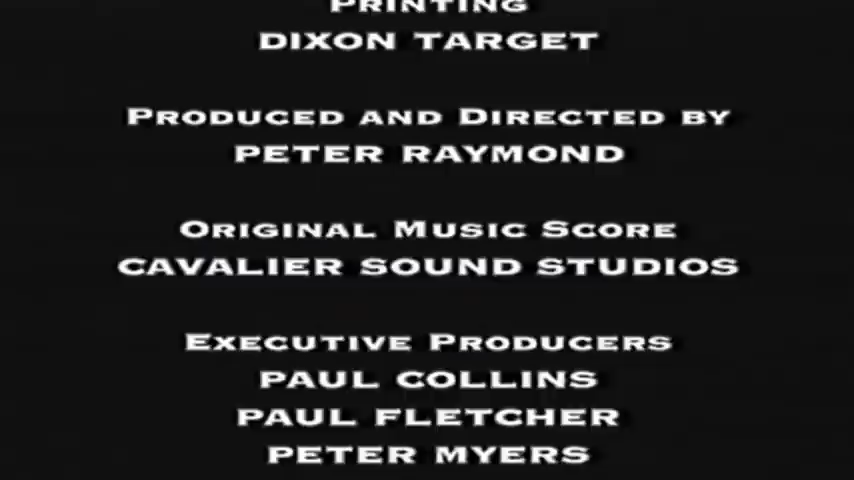 PRINTING
DIXON TARGET
PRODUCED AND DIRECTED BY
PETER RAYMOND
ORIGINAL MUSIC SCORE
CAVALIER SOUND STUDIOS
EXECUTIVE PRODUCERS
PAUL COLLINS
PAUL FLETCHER
PETER MYERS